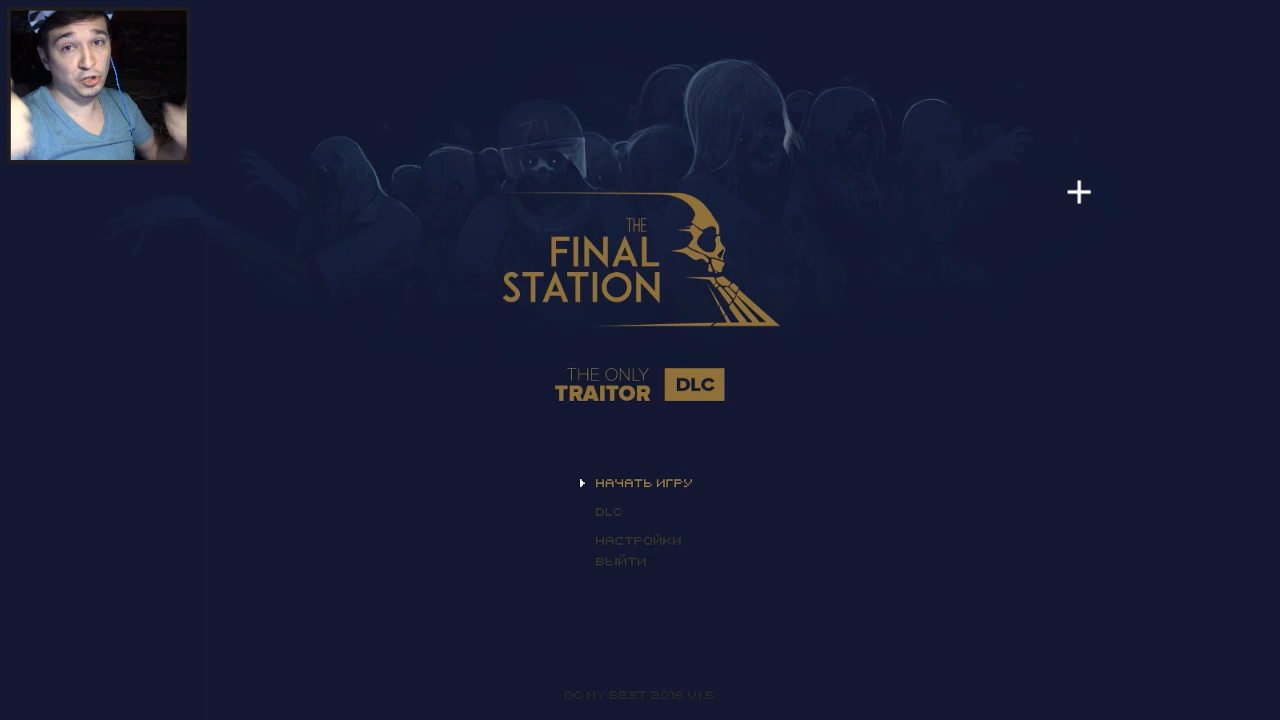 THE
FINAL
STATION
THE ONLY
TRAITOR DLC
НАЧАТЬ ИГРУ
DLC
НАСТРОЙКИ
ВЫЙТИ
DO MY BEST 2016 V1.5